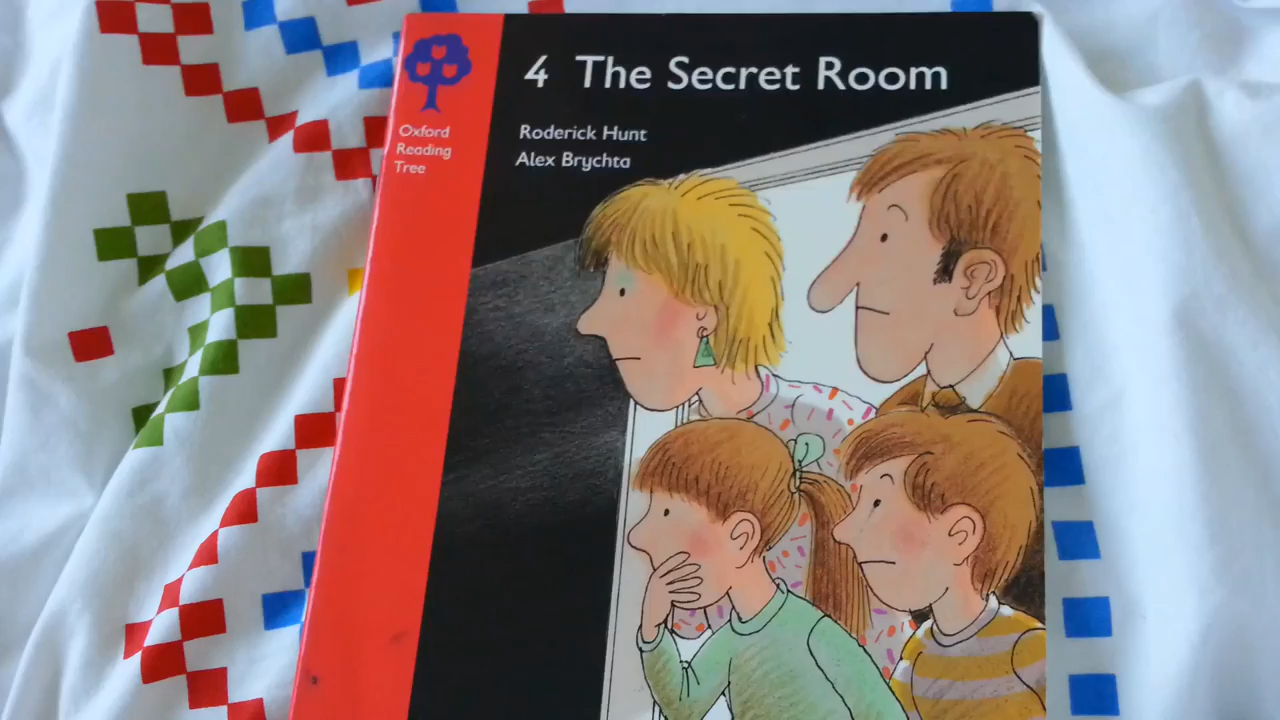 4 The Secret Room
Roderick Hunt
Alex Brychta
Oxford
Reading
Tree